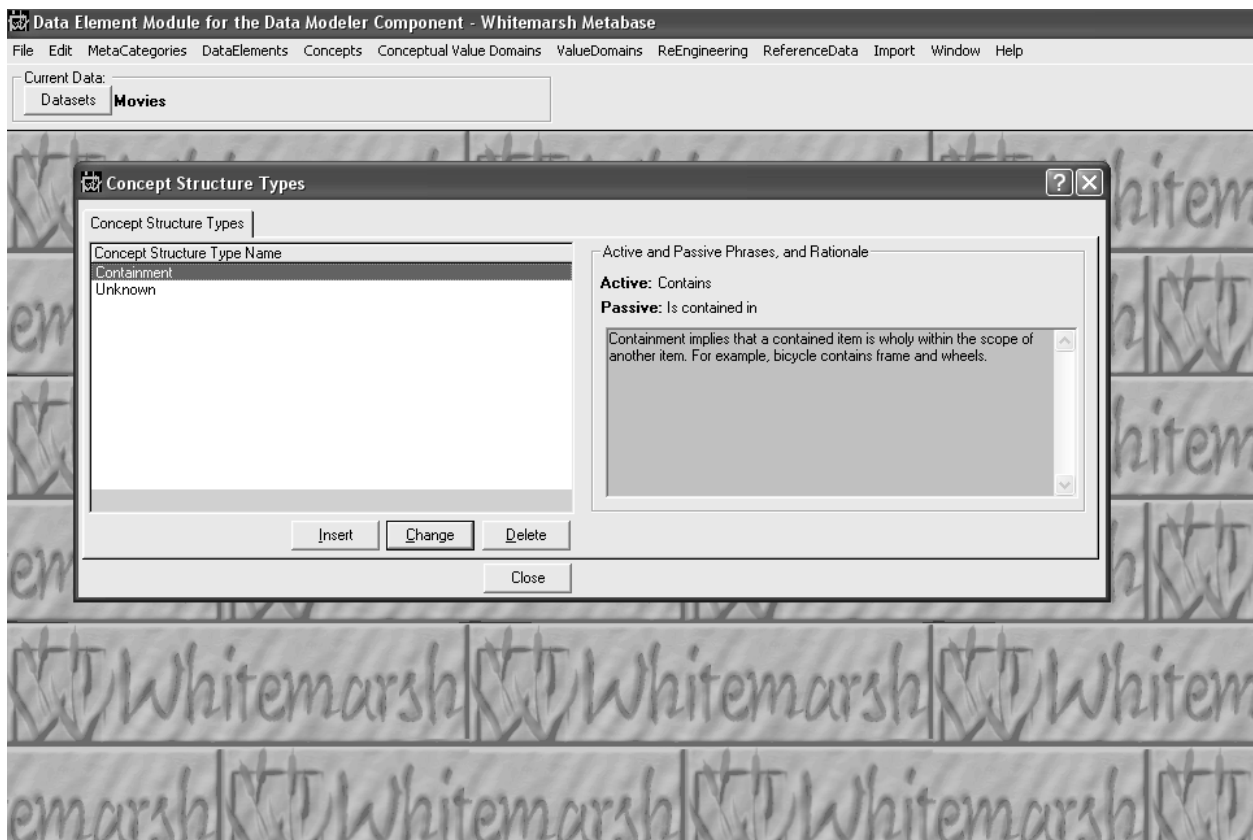 Data Element Module for the Data Modeler Component - Whitemarsh Metabase
File Edit MetaCategories DataElements Concepts Conceptual Value Domains ValueDomains ReEngineering ReferenceData Import Window Help
Current Data:
Datasets Movies
Concept Structure Types
Concept Structure Types
Concept Structure Type Name
Containment
Unknown
Active and Passive Phrases, and Rationale
Active: Contains
Passive: Is contained in
Containment implies that a contained item is wholy within the scope of
another item. For example, bicycle contains frame and wheels.
Insert Change Delete
Close
Whitemarsh Whitemarsh Whitem
emarsh Whitemarsh Whitemarsh